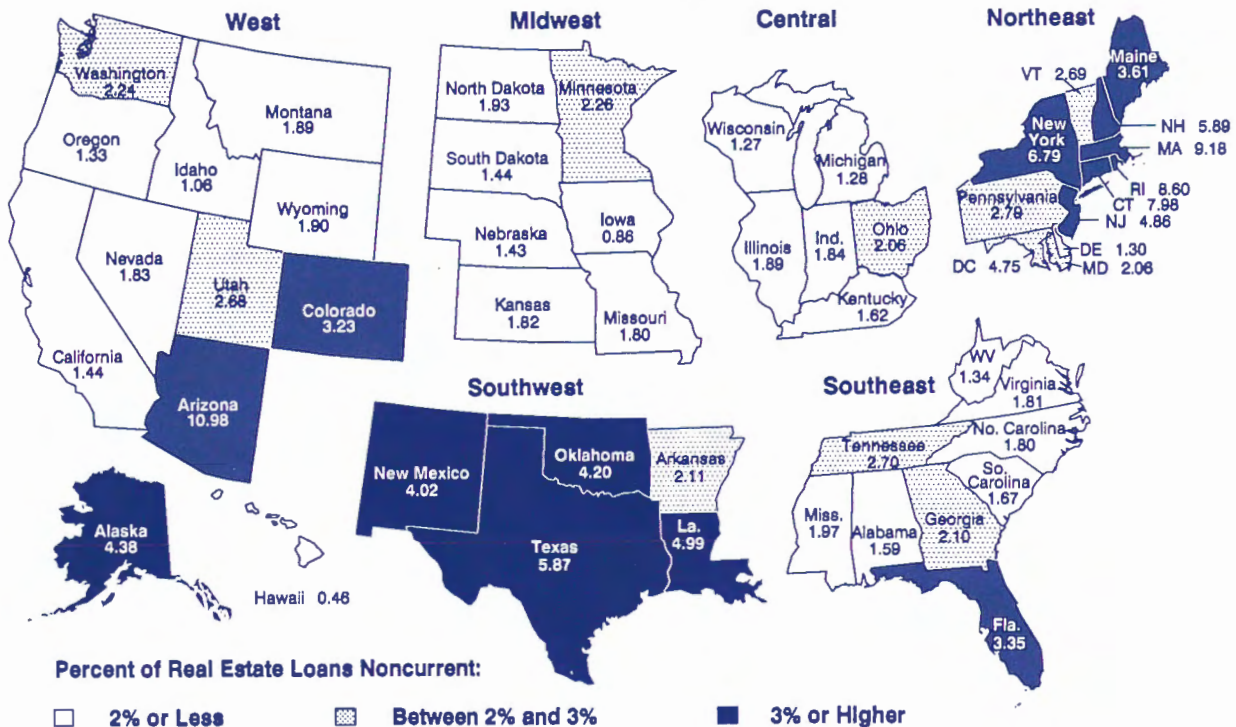 West
Midwest
Central
Northeast
Washington
2.24
Oregon
1.33
Idaho
1.06
Montana
1.89
Wyoming
1.90
Nevada
1.83
Utah
2.68
Colorado
3.23
California
1.44
Arizona
10.98
Alaska
4.38
Hawaii 0.46
North Dakota
1.93
Minnesota
2.26
South Dakota
1.44
Nebraska
1.43
Iowa
0.86
Kansas
1.82
Missouri
1.80
Wisconsin
1.27
Michigan
1.28
Illinois
1.89
Ind.
1.84
Ohio
2.06
Kentucky
1.62
Maine
3.61
VT 2.69
New
York
6.79
NH 5.89
MA 9.18
RI 8.60
CT 7.98
NJ 4.86
Pennsylvania
2.79
DE 1.30
MD 2.06
DC 4.75
Southwest
New Mexico
4.02
Oklahoma
4.20
Arkansas
2.11
Texas
5.87
La.
4.99
Southeast
WV
1.34
Virginia
1.81
No. Carolina
1.80
Tennessee
2.70
So.
Carolina
1.67
Miss.
1.97
Alabama
1.59
Georgia
2.10
Fla.
3.35
Percent of Real Estate Loans Noncurrent:
2% or Less
Between 2% and 3%
3% or Higher